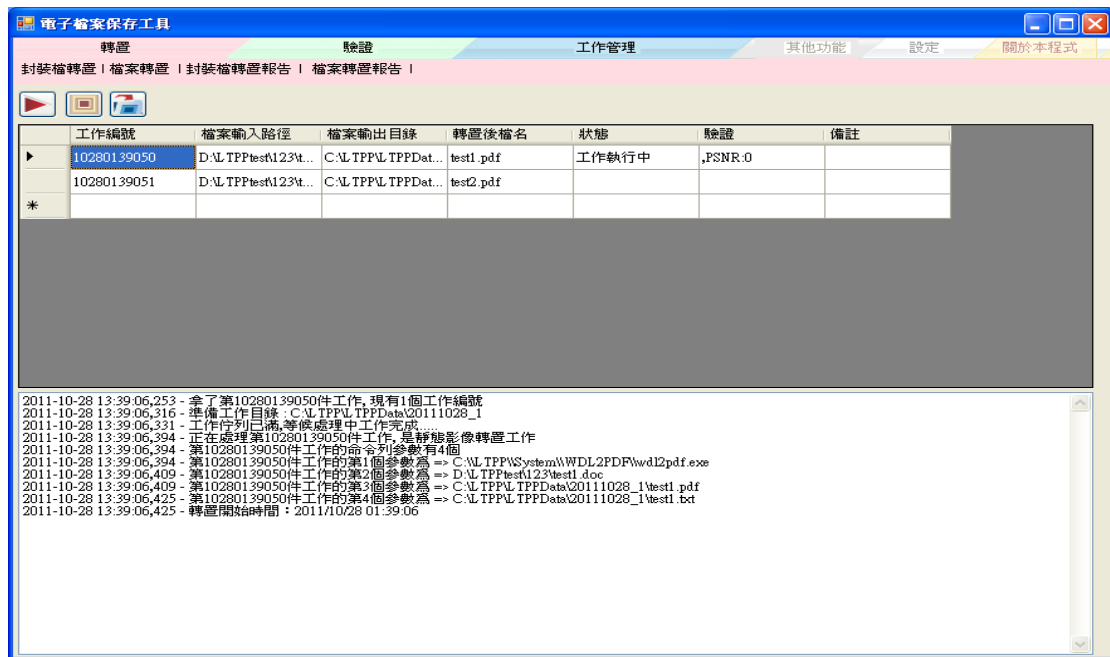 電子檔案保存工具
轉置 驗證 工作管理 其他功能 設定 關於本程式
封裝檔轉置 | 檔案轉置 | 封裝檔轉置報告 | 檔案轉置報告 |
工作編號 檔案輸入路徑 檔案輸出目錄 轉置後檔名 狀態 驗證 備註
10280139050 D:\LTPPtest\123\t... C:\LTPP\LTPPDat... test1.pdf 工作執行中 ,PSNR:0
10280139051 D:\LTPPtest\123\t... C:\LTPP\LTPPDat... test2.pdf
2011-10-28 13:39:06,253 - 拿了第10280139050件工作, 現有1個工作編號
2011-10-28 13:39:06,316 - 準備工作目錄 : C:\LTPP\LTPPData\20111028_1
2011-10-28 13:39:06,331 - 工作佇列已滿,等候處理中工作完成.....
2011-10-28 13:39:06,394 - 正在處理第10280139050件工作, 是靜態影像轉置工作
2011-10-28 13:39:06,394 - 第10280139050件工作的命令列參數有4個
2011-10-28 13:39:06,394 - 第10280139050件工作的第1個參數爲 => C:\\LTPP\\System\\WDL2PDF\\wdl2pdf.exe
2011-10-28 13:39:06,409 - 第10280139050件工作的第2個參數爲 => D:\LTPPtest\123\test1.doc
2011-10-28 13:39:06,409 - 第10280139050件工作的第3個參數爲 => C:\LTPP\LTPPData\20111028_1\test1.pdf
2011-10-28 13:39:06,425 - 第10280139050件工作的第4個參數爲 => C:\LTPP\LTPPData\20111028_1\test1.txt
2011-10-28 13:39:06,425 - 轉置開始時間：2011/10/28 01:39:06